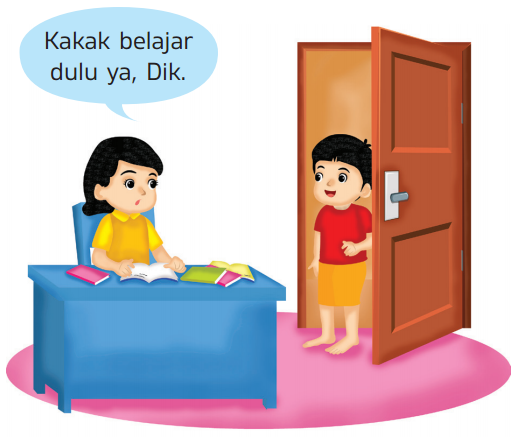 Kakak belajar
dulu ya, Dik.